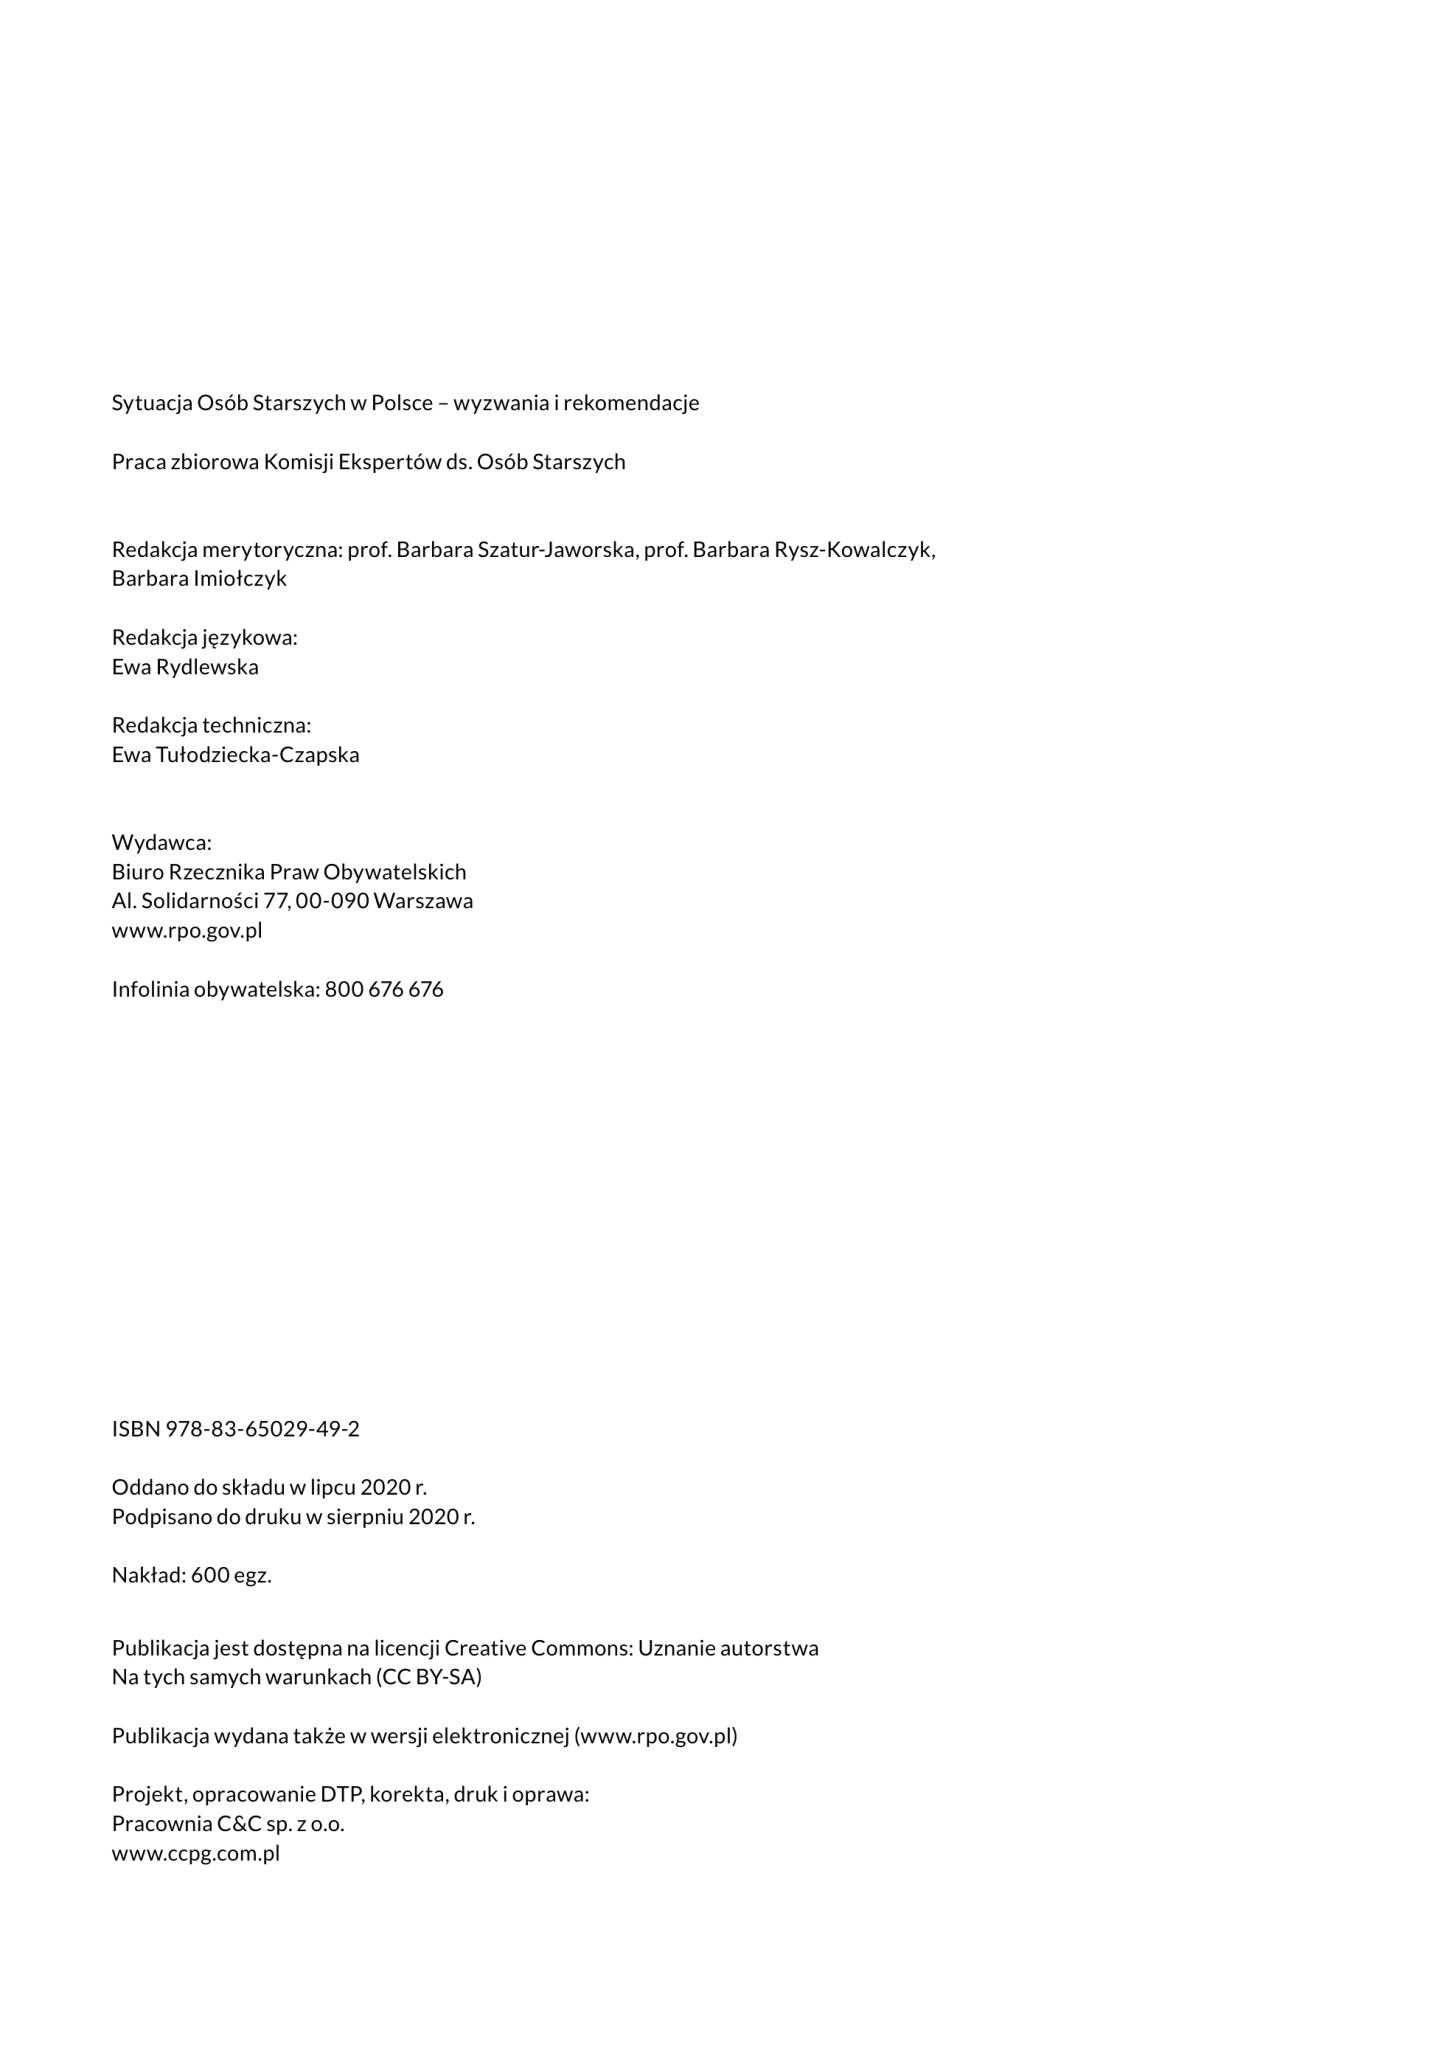 Sytuacja Osób Starszych w Polsce – wyzwania i rekomendacje
Praca zbiorowa Komisji Ekspertów ds. Osób Starszych
Redakcja merytoryczna: prof. Barbara Szatur-Jaworska, prof. Barbara Rysz-Kowalczyk,
Barbara Imiołczyk
Redakcja językowa:
Ewa Rydlewska
Redakcja techniczna:
Ewa Tułodziecka-Czapska
Wydawca:
Biuro Rzecznika Praw Obywatelskich
Al. Solidarności 77, 00-090 Warszawa
www.rpo.gov.pl
Infolinia obywatelska: 800 676 676
ISBN 978-83-65029-49-2
Oddano do składu w lipcu 2020 r.
Podpisano do druku w sierpniu 2020 r.
Nakład: 600 egz.
Publikacja jest dostępna na licencji Creative Commons: Uznanie autorstwa
Na tych samych warunkach (CC BY-SA)
Publikacja wydana także w wersji elektronicznej (www.rpo.gov.pl)
Projekt, opracowanie DTP, korekta, druk i oprawa:
Pracownia C&C sp. z o.o.
www.ccpg.com.pl